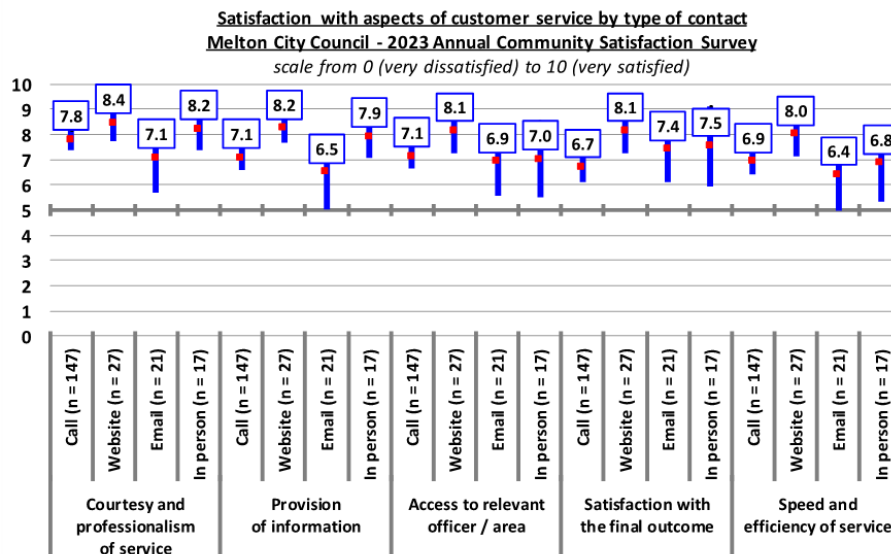 Satisfaction with aspects of customer service by type of contact
Melton City Council - 2023 Annual Community Satisfaction Survey
scale from 0 (very dissatisfied) to 10 (very satisfied)
10
9
8
7
6
5
4
3
2
1
0
7.8
8.4
7.1
8.2
7.1
8.2
6.5
7.9
7.1
8.1
6.9
7.0
6.7
8.1
7.4
7.5
6.9
8.0
6.4
6.8
Call (n = 147)
Website (n = 27)
Email (n = 21)
In person (n = 17)
Call (n = 147)
Website (n = 27)
Email (n = 21)
In person (n = 17)
Call (n = 147)
Website (n = 27)
Email (n = 21)
In person (n = 17)
Call (n = 147)
Website (n = 27)
Email (n = 21)
In person (n = 17)
Call (n = 147)
Website (n = 27)
Email (n = 21)
In person (n = 17)
Courtesy and
professionalism
of service
Provision
of information
Access to relevant
officer / area
Satisfaction with
the final outcome
Speed and
efficiency of service